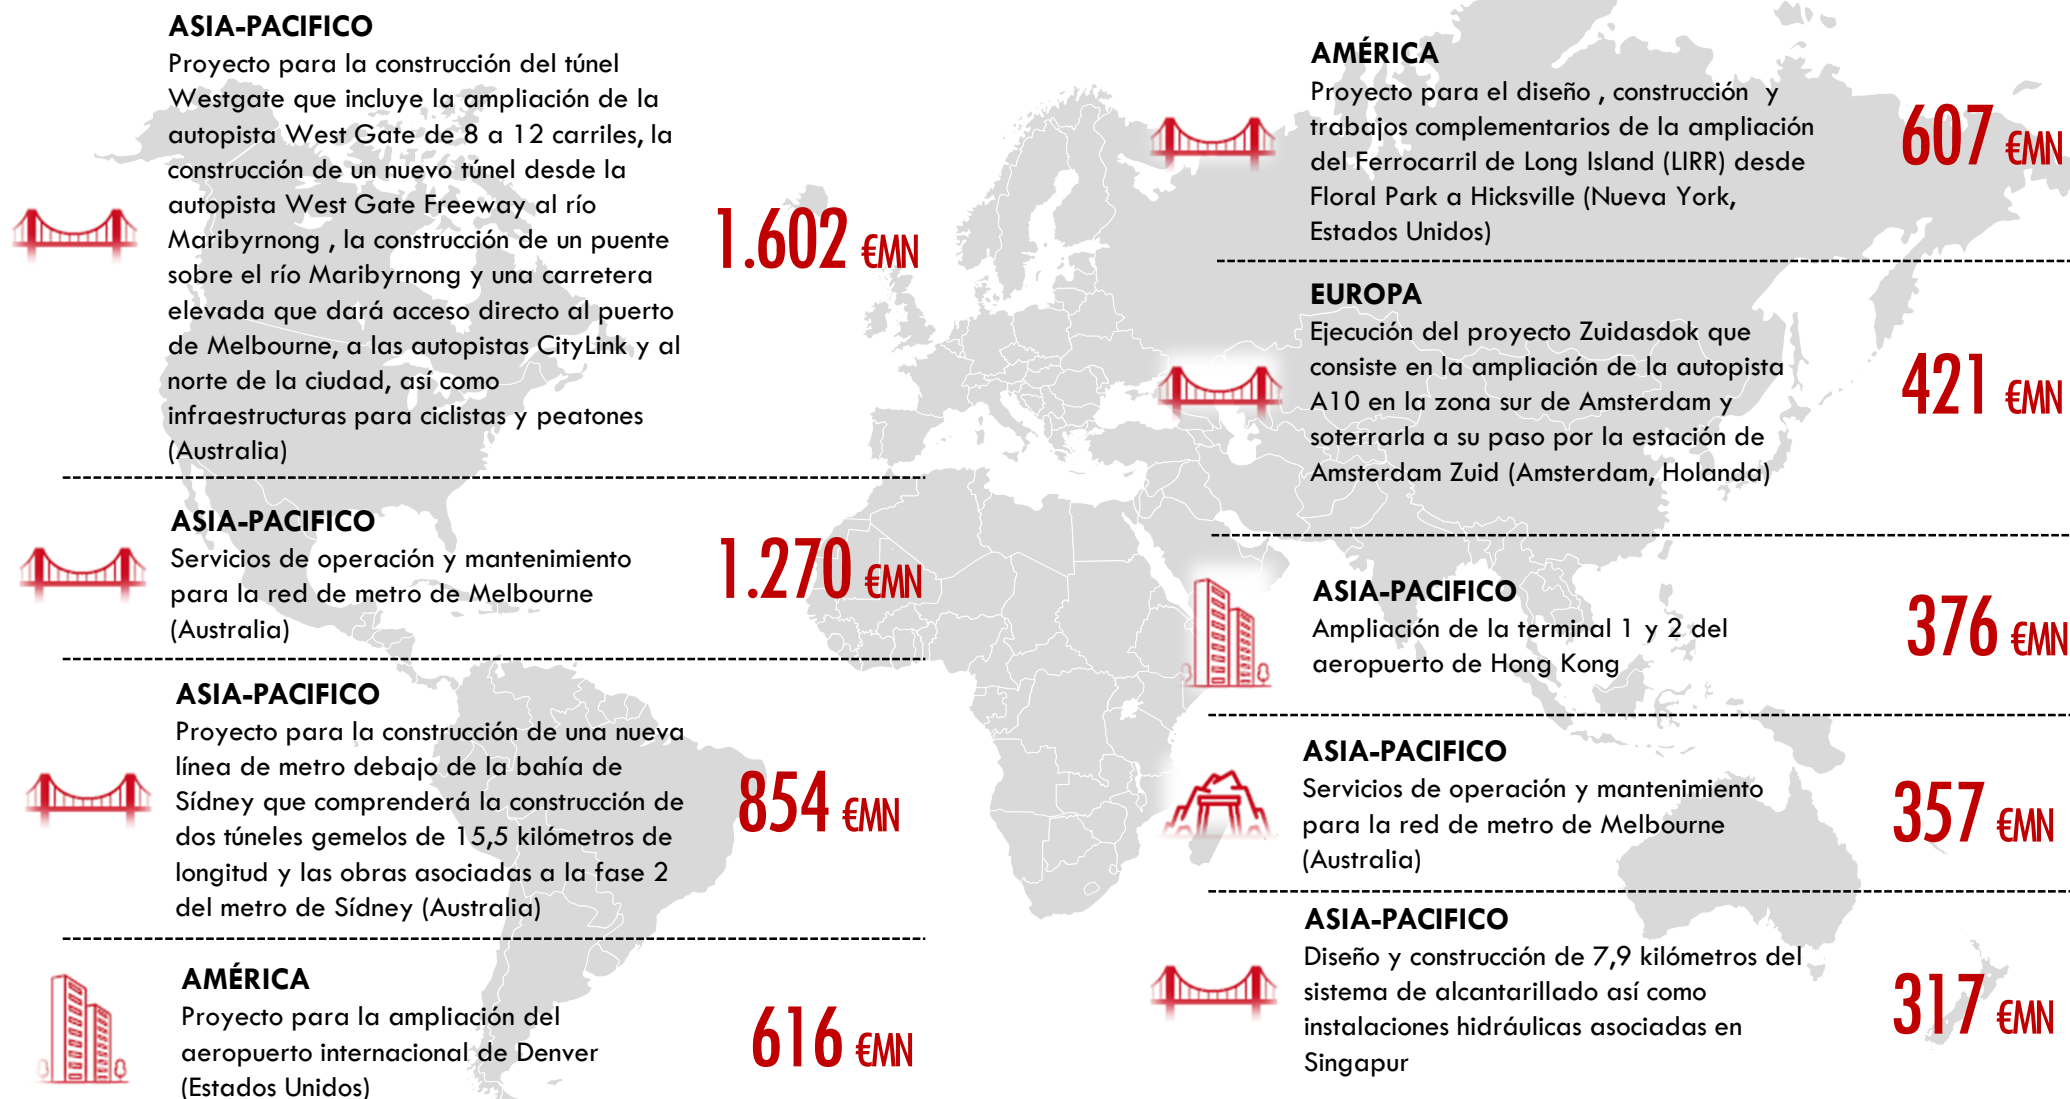 ASIA-PACIFICO
Proyecto para la construcción del túnel
Westgate que incluye la ampliación de la
autopista West Gate de 8 a 12 carriles, la
construcción de un nuevo túnel desde la
autopista West Gate Freeway al río
Maribyrnong , la construcción de un puente
sobre el río Maribyrnong y una carretera
elevada que dará acceso directo al puerto
de Melbourne, a las autopistas CityLink y al
norte de la ciudad, así como
infraestructuras para ciclistas y peatones
(Australia)
1.602 €MN
ASIA-PACIFICO
Servicios de operación y mantenimiento
para la red de metro de Melbourne
(Australia)
1.270 €MN
ASIA-PACIFICO
Proyecto para la construcción de una nueva
línea de metro debajo de la bahía de
Sídney que comprenderá la construcción de
dos túneles gemelos de 15,5 kilómetros de
longitud y las obras asociadas a la fase 2
del metro de Sídney (Australia)
854 €MN
AMÉRICA
Proyecto para la ampliación del
aeropuerto internacional de Denver
(Estados Unidos)
616 €MN
AMÉRICA
Proyecto para el diseño , construcción y
trabajos complementarios de la ampliación
del Ferrocarril de Long Island (LIRR) desde
Floral Park a Hicksville (Nueva York,
Estados Unidos)
607 €MN
EUROPA
Ejecución del proyecto Zuidasdok que
consiste en la ampliación de la autopista
A10 en la zona sur de Amsterdam y
soterrarla a su paso por la estación de
Amsterdam Zuid (Amsterdam, Holanda)
421 €MN
ASIA-PACIFICO
Ampliación de la terminal 1 y 2 del
aeropuerto de Hong Kong
376 €MN
ASIA-PACIFICO
Servicios de operación y mantenimiento
para la red de metro de Melbourne
(Australia)
357 €MN
ASIA-PACIFICO
Diseño y construcción de 7,9 kilómetros del
sistema de alcantarillado así como
instalaciones hidráulicas asociadas en
Singapur
317 €MN